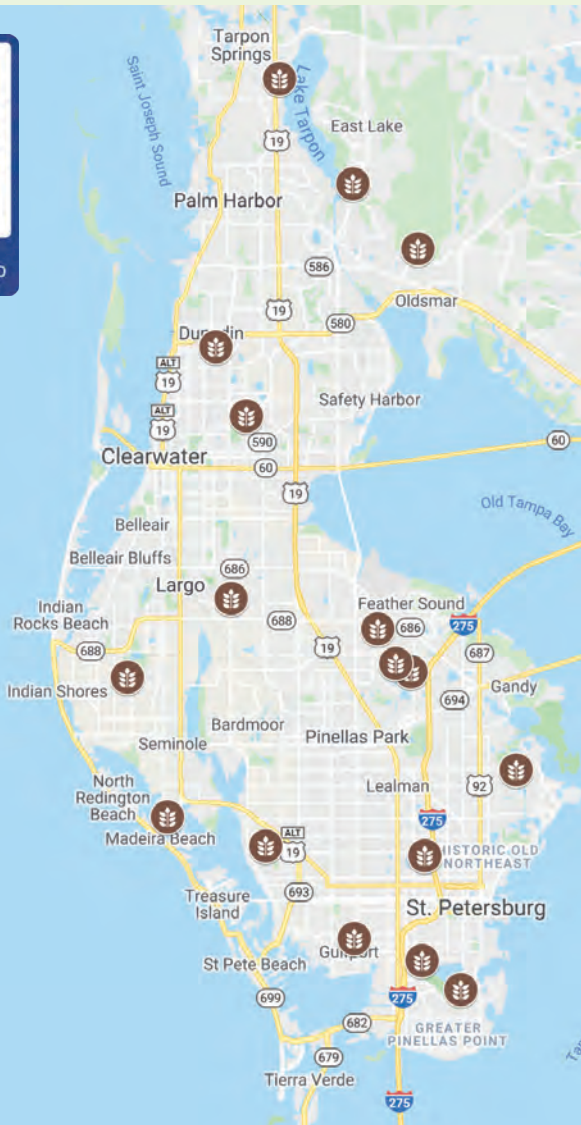 Tarpon
Springs
Lake Tarpon
Saint Joseph Sound
East Lake
19
Palm Harbor
586
Oldsmar
19
580
ALT
19
Safety Harbor
ALT
19
590
60
Clearwater
60
19
Old Tampa Bay
Belleair
Belleair Bluffs
686
Largo
Indian
Rocks Beach
Feather Sound
688
686
275
19
688
687
Indian Shores
Gandy
694
Bardmoor
Pinellas Park
Seminole
North
Redington
Beach
Lealman
92
275
Madeira Beach
ALT
19
ISTORIC OLD
NORTHEAST
693
Treasure
Island
St. Petersburg
St Pete Beach
699
275
682
GREATER
PINELLAS POINT
679
Tierra Verde
275